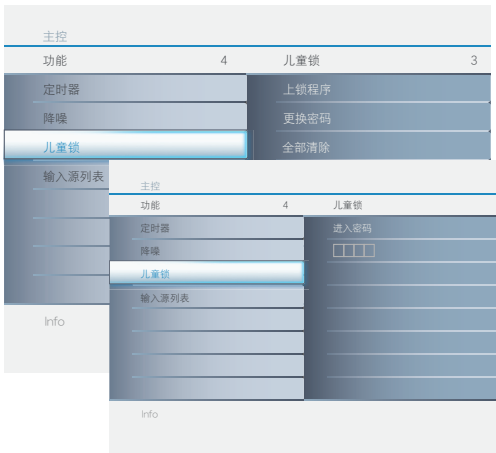 主控
功能 4 儿童锁 3
定时器 上锁程序
降噪 更换密码
儿童锁 全部清除
输入源列表
Info
主控
功能 4 儿童锁
定时器 进入密码
降噪
儿童锁
输入源列表
Info